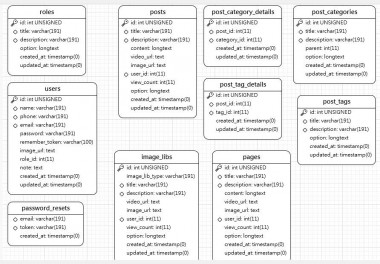 roles
id: int UNSIGNED
title: varchar(191)
description: varchar(191)
option: longtext
created_at: timestamp(0)
updated_at: timestamp(0)
users
id: int UNSIGNED
name: varchar(191)
phone: varchar(191)
email: varchar(191)
password: varchar(191)
remember_token: varchar(100)
image_url: text
role_id: int(11)
note: text
created_at: timestamp(0)
updated_at: timestamp(0)
password_resets
email: varchar(191)
token: varchar(191)
created_at: timestamp(0)
posts
id: int UNSIGNED
title: varchar(191)
description: varchar(191)
content: longtext
video_url: text
image_url: text
user_id: int(11)
view_count: int(11)
option: longtext
created_at: timestamp(0)
updated_at: timestamp(0)
post_category_details
id: int UNSIGNED
post_id: int(11)
category_id: int(11)
created_at: timestamp(0)
updated_at: timestamp(0)
post_categories
id: int UNSIGNED
title: varchar(191)
description: varchar(191)
parent: int(11)
option: longtext
created_at: timestamp(0)
updated_at: timestamp(0)
post_tag_details
id: int UNSIGNED
post_id: int(11)
tag_id: int(11)
created_at: timestamp(0)
updated_at: timestamp(0)
post_tags
id: int UNSIGNED
title: varchar(191)
description: varchar(191)
option: longtext
created_at: timestamp(0)
updated_at: timestamp(0)
image_libs
id: int UNSIGNED
image_lib_type: varchar(191)
title: varchar(191)
description: varchar(191)
video_url: text
image_url: text
user_id: int(11)
view_count: int(11)
option: longtext
created_at: timestamp(0)
updated_at: timestamp(0)
pages
id: int UNSIGNED
title: varchar(191)
description: varchar(191)
content: longtext
video_url: text
image_url: text
user_id: int(11)
view_count: int(11)
option: longtext
created_at: timestamp(0)
updated_at: timestamp(0)